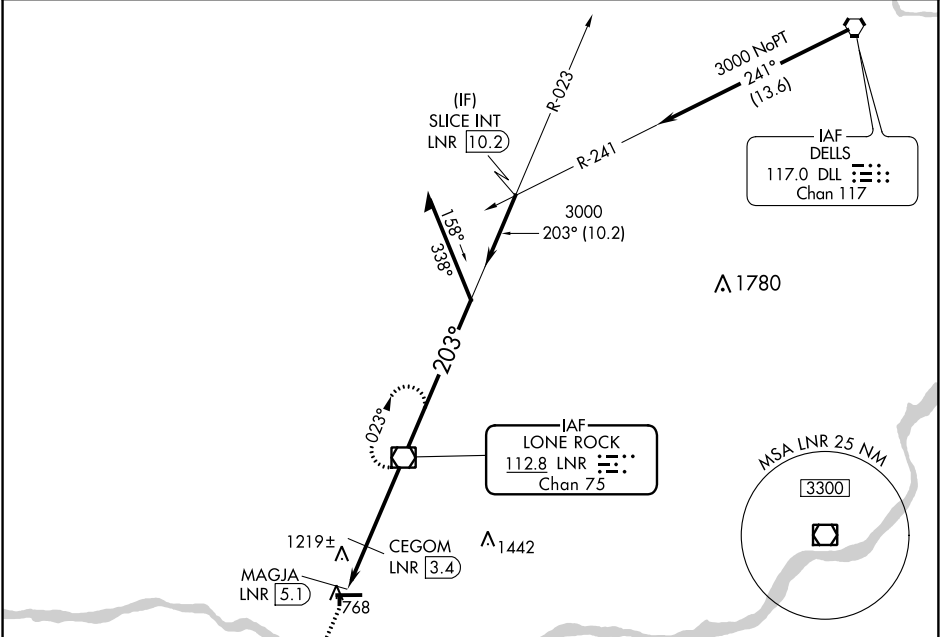 3000 NoPT
241°
(13.6)
R-023
(IF)
SLICE INT
LNR 10.2
R-241
IAF
DELLS
117.0 DLL
Chan 117
3000
203° (10.2)
158°
338°
1780
203°
023°
IAF
LONE ROCK
112.8 LNR
Chan 75
MSA LNR 25 NM
3300
1219±
CEGOM
LNR 3.4
1442
MAGJA
LNR 5.1
768